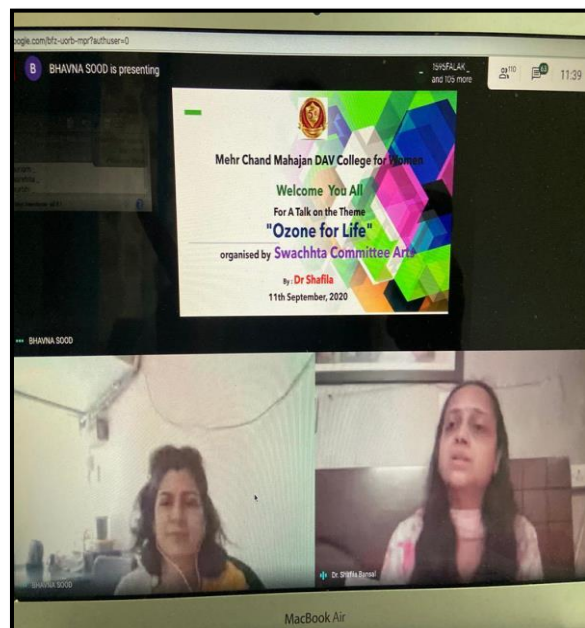 oogle.com/bfz-uorb-mpr?authuser=0
B BHAVNA SOOD is presenting
1595FALAK_
and 105 more
110
11:39
Mehr Chand Mahajan DAV College for Women
Welcome You All
For A Talk on the Theme
"Ozone for Life"
organised by Swachhta Committee Arts
By : Dr Shafila
11th September, 2020
BHAVNA SOOD
BHAVNA SOOD
Dr. Shafila Bansal
MacBook Air